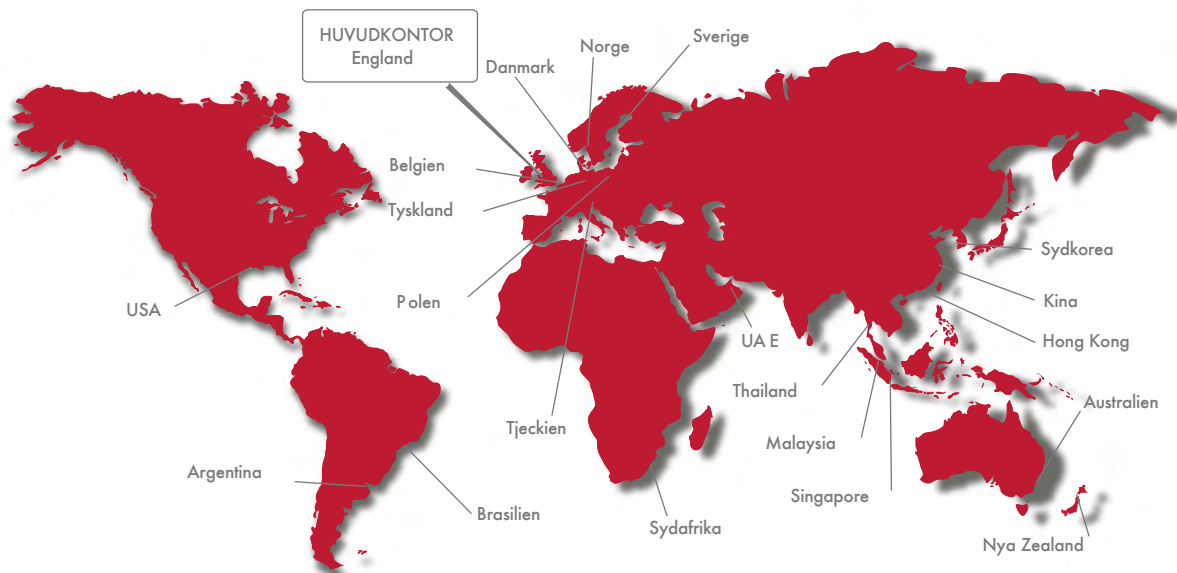 HUVUDKONTOR
England
Sverige
Norge
Danmark
Belgien
Tyskland
Sydkorea
USA
Polen
Kina
UAE
Hong Kong
Thailand
Australien
Tjeckien
Malaysia
Argentina
Singapore
Brasilien
Sydafrika
Nya Zealand